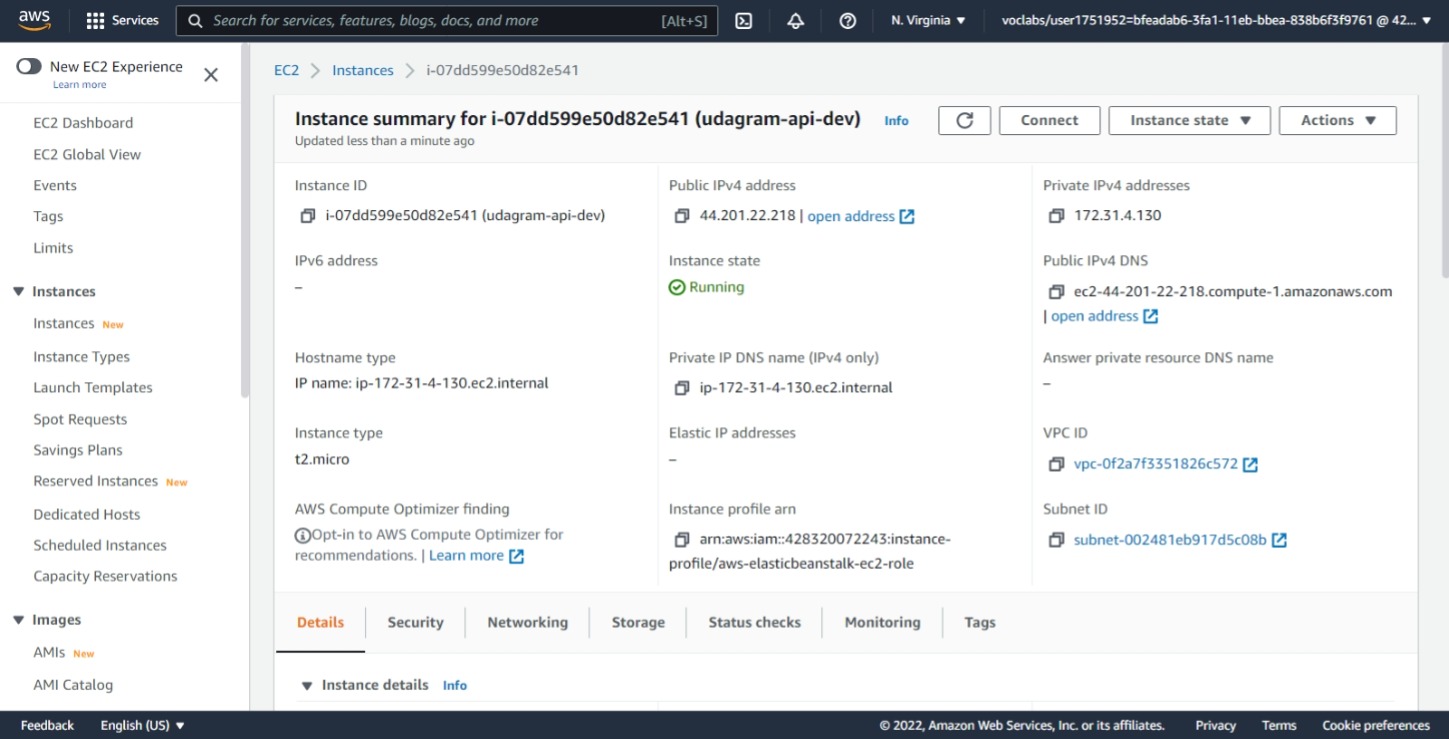 aws Services Search for services, features, blogs, docs, and more [Alt+S] N. Virginia ▼ voclabs/user1751952=bfeadab6-3fa1-11eb-bbea-838b6f3f9761 @ 42... ▼
New EC2 Experience
Learn more
EC2 Dashboard
EC2 Global View
Events
Tags
Limits
▼ Instances
Instances New
Instance Types
Launch Templates
Spot Requests
Savings Plans
Reserved Instances New
Dedicated Hosts
Scheduled Instances
Capacity Reservations
▼ Images
AMIs New
AMI Catalog
EC2 > Instances > i-07dd599e50d82e541
Instance summary for i-07dd599e50d82e541 (udagram-api-dev) Info Connect Instance state ▼ Actions ▼
Updated less than a minute ago
Instance ID
i-07dd599e50d82e541 (udagram-api-dev)
Public IPv4 address
44.201.22.218 | open address
Private IPv4 addresses
172.31.4.130
IPv6 address
–
Instance state
Running
Public IPv4 DNS
ec2-44-201-22-218.compute-1.amazonaws.com
| open address
Hostname type
IP name: ip-172-31-4-130.ec2.internal
Private IP DNS name (IPv4 only)
ip-172-31-4-130.ec2.internal
Answer private resource DNS name
–
Instance type
t2.micro
Elastic IP addresses
–
VPC ID
vpc-0f2a7f3351826c572
AWS Compute Optimizer finding
Opt-in to AWS Compute Optimizer for
recommendations. | Learn more
Instance profile arn
arn:aws:iam::428320072243:instance-
profile/aws-elasticbeanstalk-ec2-role
Subnet ID
subnet-002481eb917d5c08b
Details Security Networking Storage Status checks Monitoring Tags
▼ Instance details Info
Feedback English (US) ▼ © 2022, Amazon Web Services, Inc. or its affiliates. Privacy Terms Cookie preferences